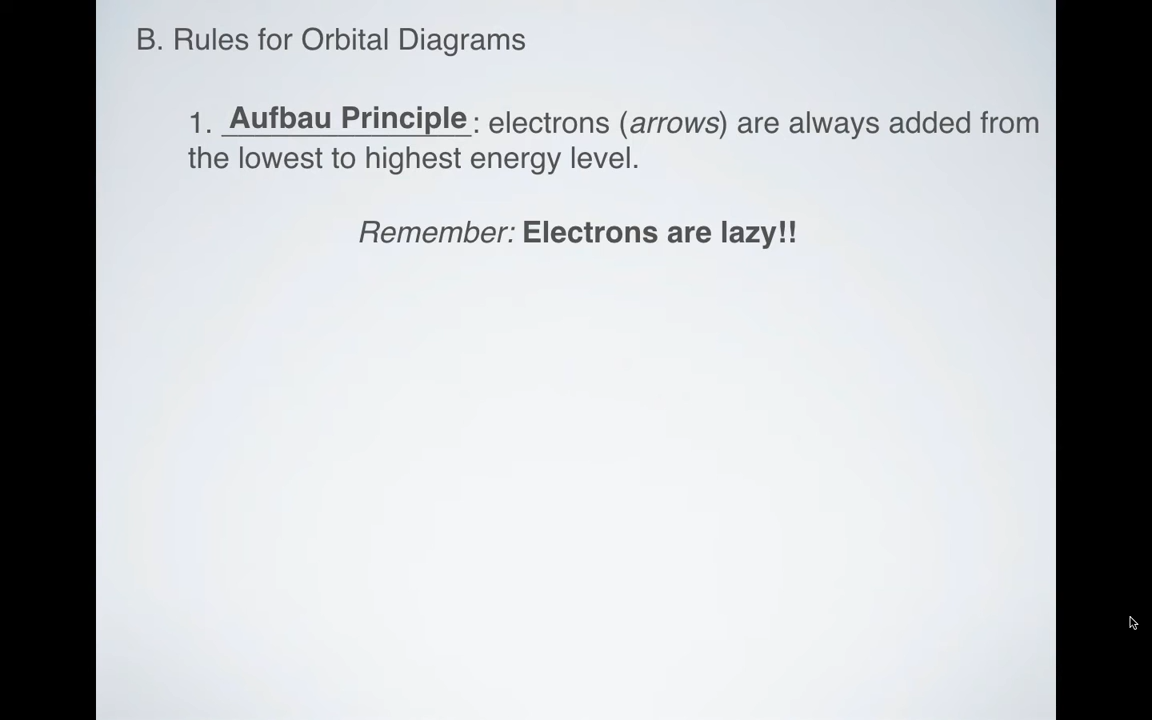 B. Rules for Orbital Diagrams
1. Aufbau Principle: electrons (arrows) are always added from
the lowest to highest energy level.
Remember: Electrons are lazy!!